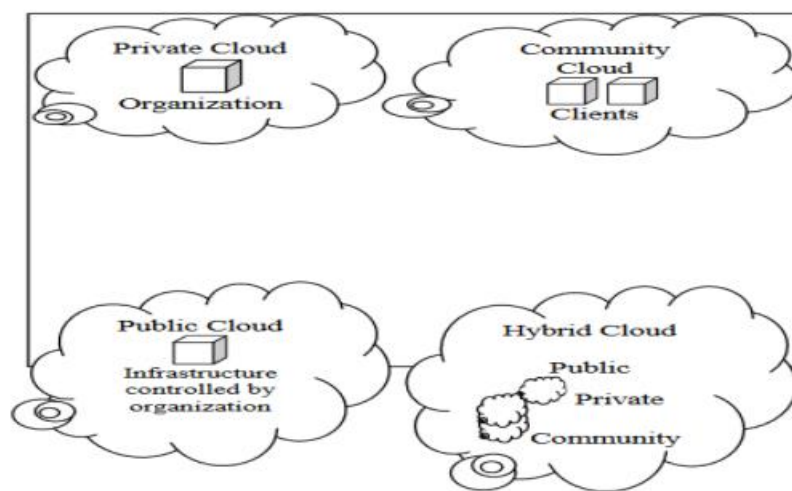 Private Cloud
Organization
Community
Cloud
Clients
Public Cloud
Infrastructure
controlled by
organization
Hybrid Cloud
Public
Private
Community